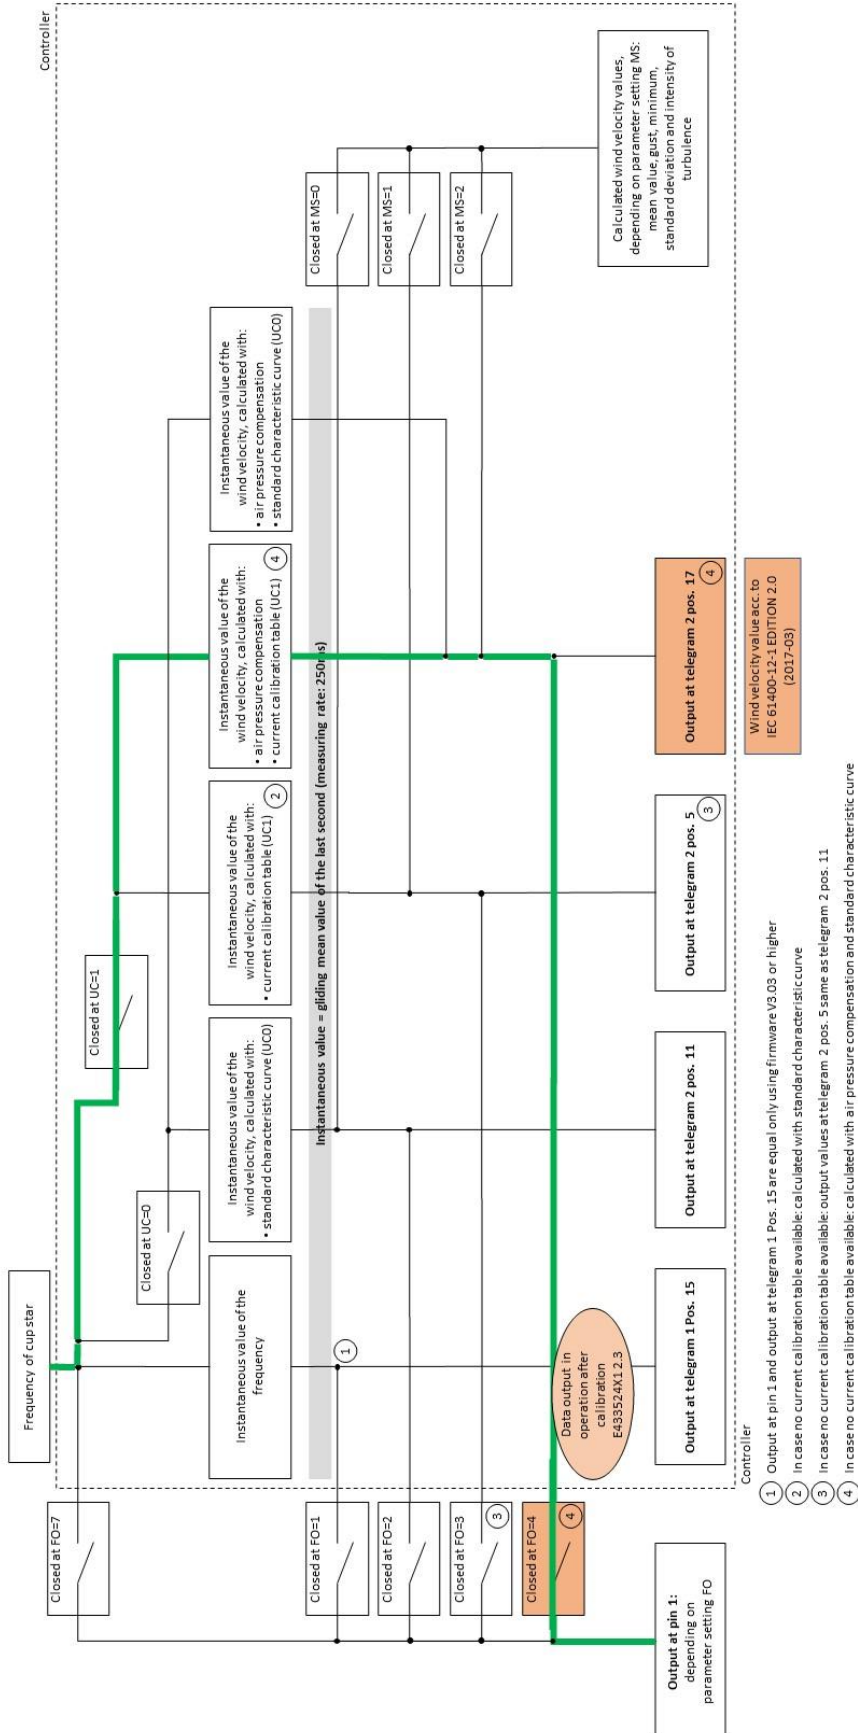 Controller
Frequency of cup star
Closed at FO=7
Closed at UC=0
Closed at UC=1
Instantaneous value of the
frequency
Instantaneous value of the
wind velocity, calculated with:
• standard characteristic curve (UC0)
Instantaneous value of the
wind velocity, calculated with:
• current calibration table (UC1)
2
Instantaneous value of the
wind velocity, calculated with:
• air pressure compensation
• current calibration table (UC1)
4
Instantaneous value of the
wind velocity, calculated with:
• air pressure compensation
• standard characteristic curve (UC0)
Instantaneous value = gliding mean value of the last second (measuring rate: 250ms)
Closed at FO=1
1
Closed at MS=0
Closed at FO=2
Closed at MS=1
Closed at FO=3
3
Closed at MS=2
Closed at FO=4
4
Data output in
operation after
calibration
E433524X1 2.3
Output at pin 1:
depending on
parameter setting FO
Output at telegram 1 Pos. 15
Output at telegram 2 pos. 11
Output at telegram 2 pos. 5
3
Output at telegram 2 pos. 17
4
Calculated wind velocity values,
depending on parameter setting MS:
mean value, gust, minimum,
standard deviation and intensity of
turbulence
Controller
Wind velocity value acc. to
IEC 61400-12-1 EDITION 2.0
(2017-03)
1 Output at pin 1 and output at telegram 1 Pos. 15 are equal only using firmware V3.03 or higher
2 In case no current calibration table available: calculated with standard characteristic curve
3 In case no current calibration table available: output values at telegram 2 pos. 5 same as telegram 2 pos. 11
4 In case no current calibration table available: calculated with air pressure compensation and standard characteristic curve